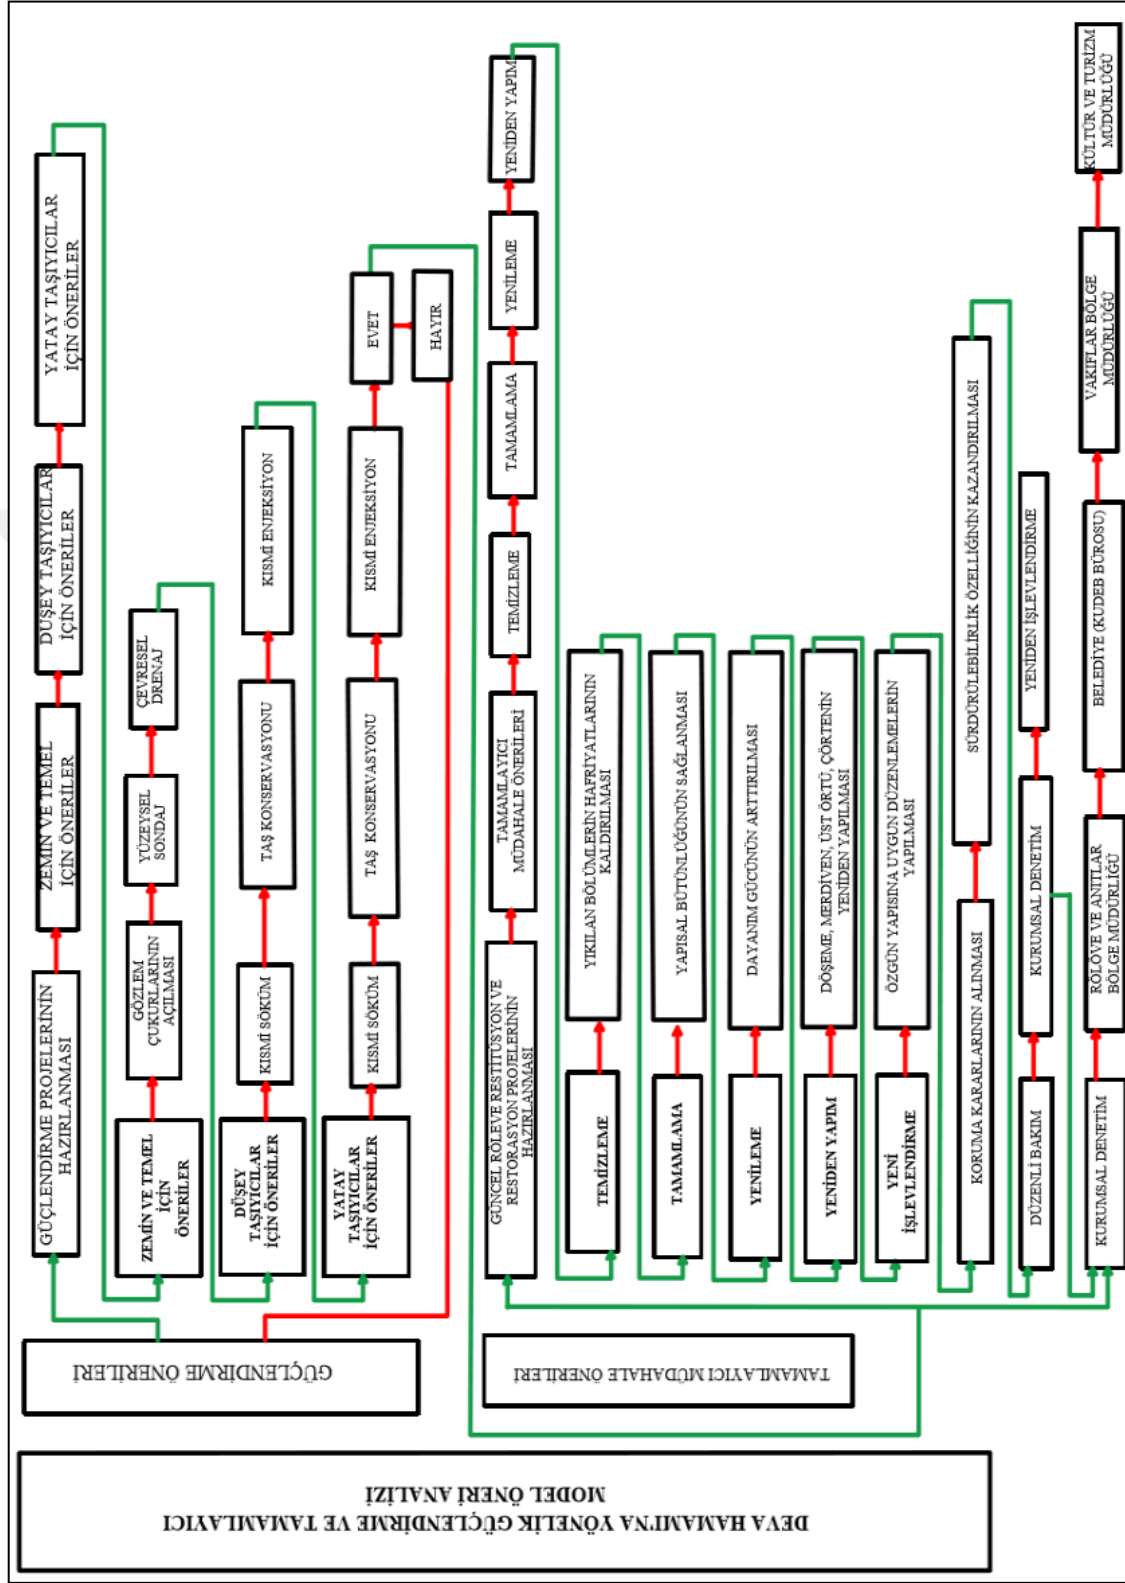 DEVA HAMAMI'NA YÖNELİK GÜÇLENDİRME VE TAMAMLAYICI
MODEL ÖNERİ ANALİZİ
GÜÇLENDİRME ÖNERİLERİ
GÜÇLENDİRME PROJELERİNİN
HAZIRLANMASI
ZEMİN VE TEMEL
İÇİN ÖNERİLER
DÜŞEY TAŞIYICILAR
İÇİN ÖNERİLER
YATAY TAŞIYICILAR
İÇİN ÖNERİLER
ZEMİN VE TEMEL
İÇİN
ÖNERİLER
GÖZLEM
ÇUKURLARININ
AÇILMASI
YÜZEYSEL
SONDAJ
ÇEVRESEL
DRENAJ
DÜŞEY
TAŞIYICILAR
İÇİN ÖNERİLER
KISMİ SÖKÜM
TAŞ KONSERVASYONU
KISMİ ENJEKSİYON
YATAY
TAŞIYICILAR
İÇİN ÖNERİLER
KISMİ SÖKÜM
TAŞ KONSERVASYONU
KISMİ ENJEKSİYON
EVET
HAYIR
TAMAMLAYICI MÜDAHALE ÖNERİLERİ
GÜNCEL RÖLEVE RESTİTÜSYON VE
RESTORASYON PROJELERİNİN
HAZIRLANMASI
TAMAMLAYICI
MÜDAHALE ÖNERİLERİ
TEMİZLEME
TAMAMLAMA
YENİLEME
YENİDEN YAPIM
TEMİZLEME
YIKILAN BÖLÜMLERİN HAFRİYATLARININ
KALDIRILMASI
TAMAMLAMA
YAPISAL BÜTÜNLÜĞÜNÜN SAĞLANMASI
YENİLEME
DAYANIM GÜCÜNÜN ARTTIRILMASI
YENİDEN YAPIM
DÖŞEME, MERDİVEN, ÜST ÖRTÜ, ÇÖRTENİN
YENİDEN YAPILMASI
YENİ
İŞLEVLENDİRME
ÖZGÜN YAPISINA UYGUN DÜZENLEMELERİN
YAPILMASI
KORUMA KARARLARININ ALINMASI
SÜRDÜRÜLEBİLİRLİK ÖZELLİĞİNİN KAZANDIRILMASI
DÜZENLİ BAKIM
KURUMSAL DENETİM
YENİDEN İŞLEVLENDİRME
KURUMSAL DENETİM
RÖLÖVE VE ANITLAR
BÖLGE MÜDÜRLİĞÜ
BELEDİYE (KUDEB BÜROSU)
VAKIFLAR BÖLGE
MÜDÜRLÜĞÜ
KÜLTÜR VE TURİZM
MÜDÜRLÜĞÜ